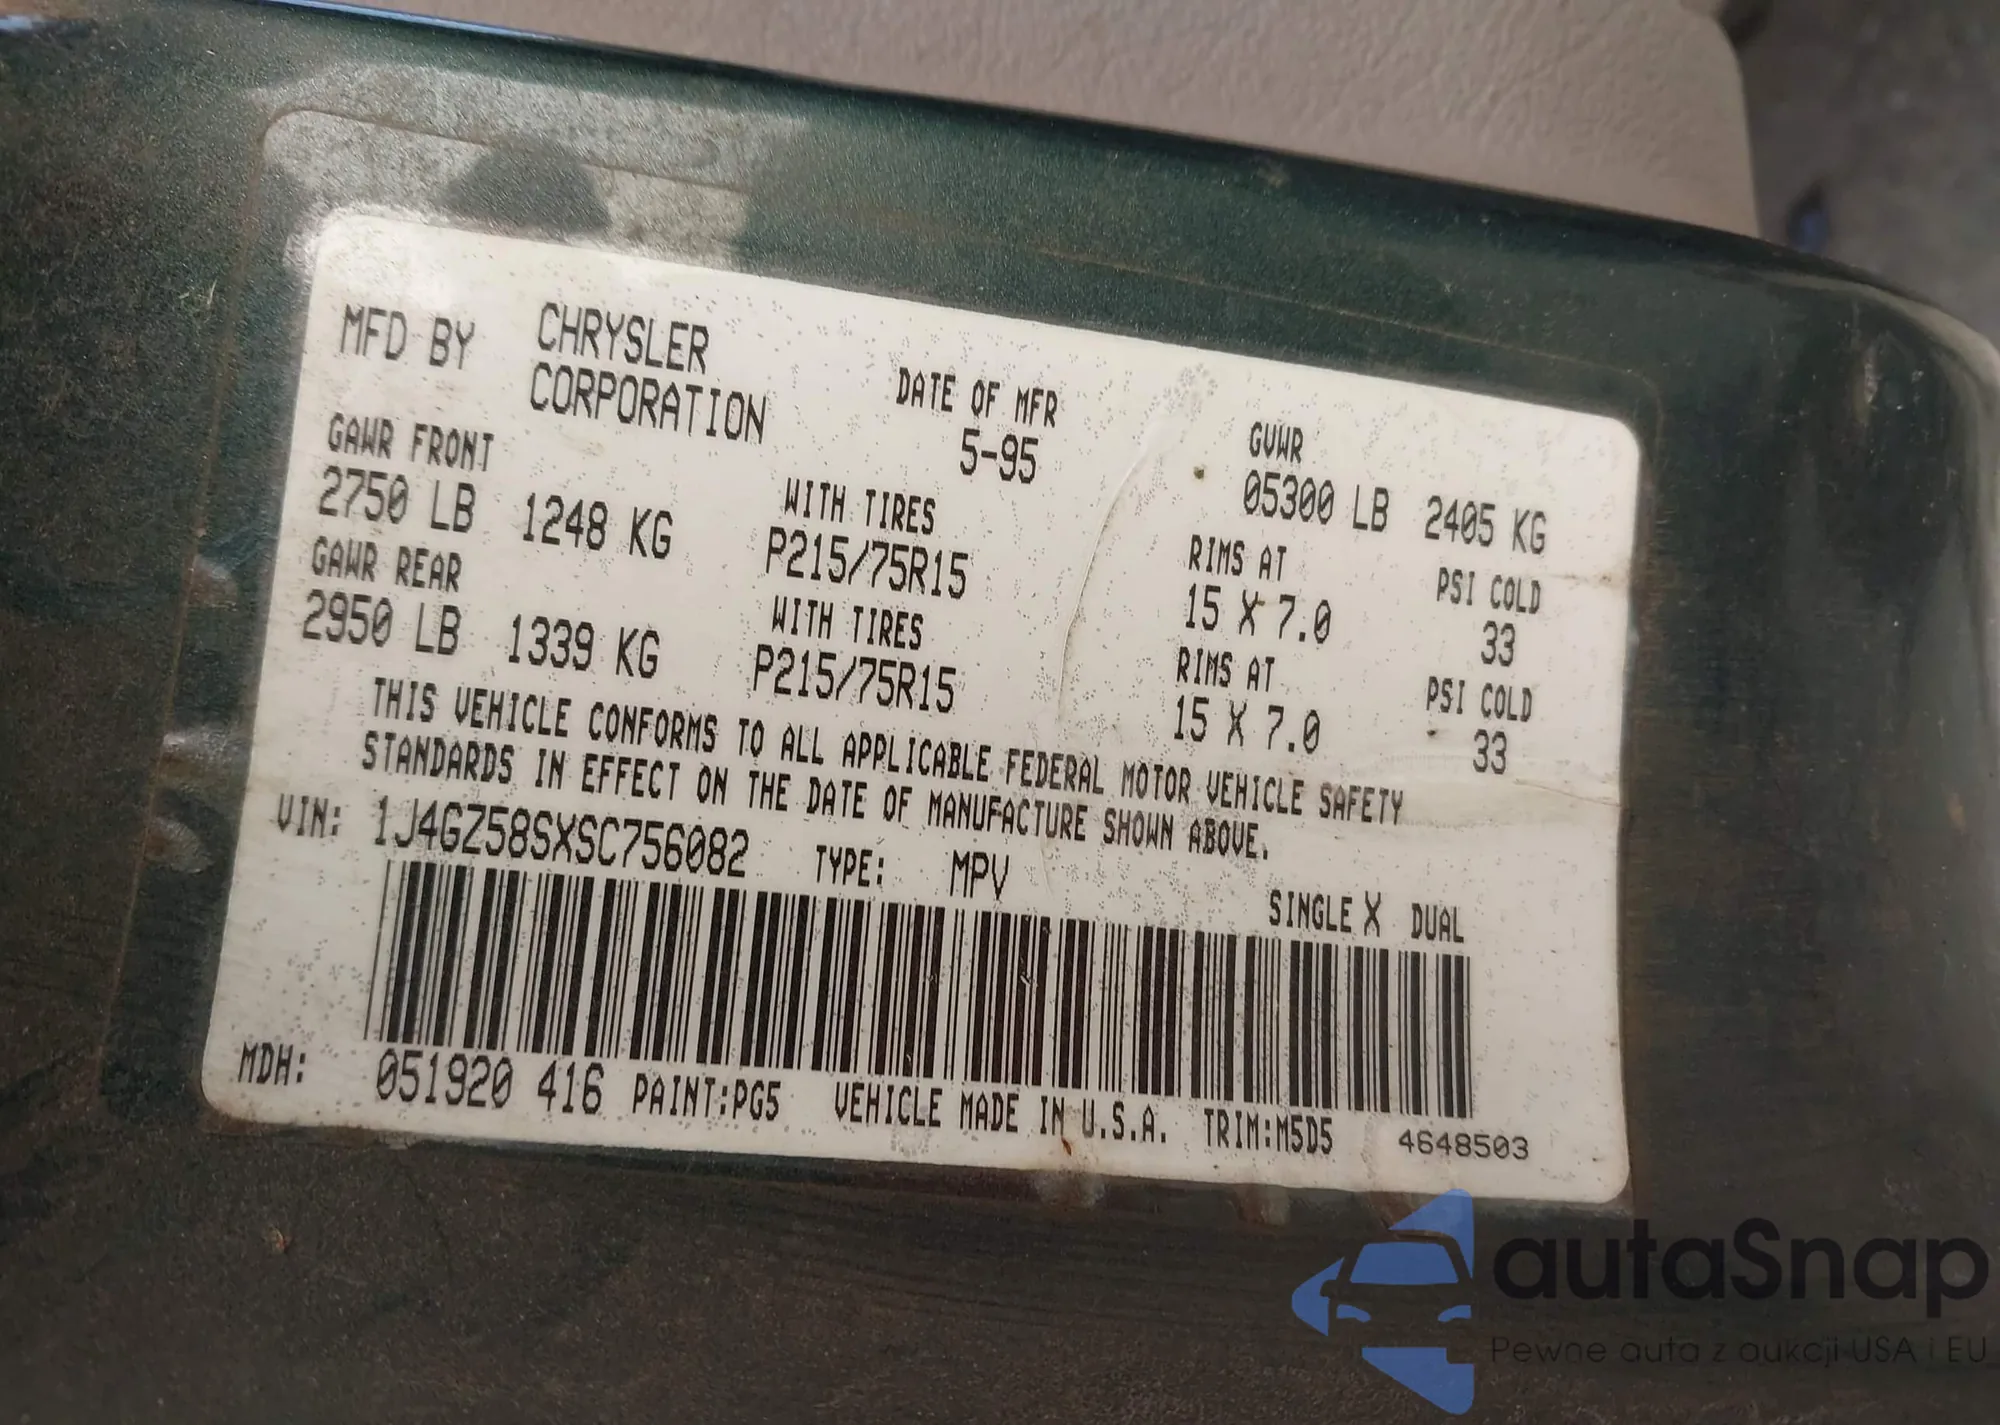 MFD BY CHRYSLER CORPORATION DATE OF MFR 5-95 GVWR 05300 LB 2405 KG
GAWR FRONT WITH TIRES RIMS AT PSI COLD
2750 LB 1248 KG P215/75R15 15 X 7.0 33
GAWR REAR WITH TIRES RIMS AT PSI COLD
2950 LB 1339 KG P215/75R15 15 X 7.0 33
THIS VEHICLE CONFORMS TO ALL APPLICABLE FEDERAL MOTOR VEHICLE SAFETY
STANDARDS IN EFFECT ON THE DATE OF MANUFACTURE SHOWN ABOVE.
VIN: 1J4GZ58SXSC756082 TYPE: MPV SINGLE X DUAL
MDH: 051920 416 PAINT:PG5 VEHICLE MADE IN U.S.A. TRIM:M5D5 4648503
autaSnap
Pewne auta z aukcji USA i EU